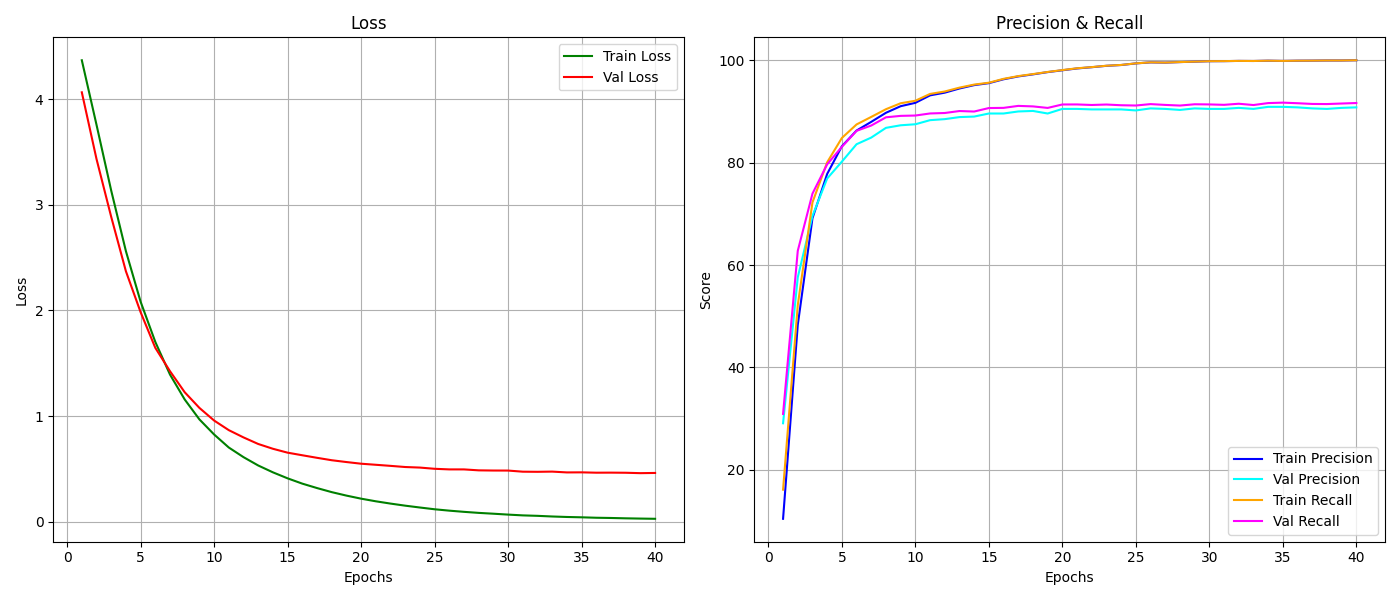 Loss
Train Loss
Val Loss
Loss
4
3
2
1
0
0 5 10 15 20 25 30 35 40
Epochs
Precision & Recall
Score
100
80
60
40
20
Train Precision
Val Precision
Train Recall
Val Recall
0 5 10 15 20 25 30 35 40
Epochs